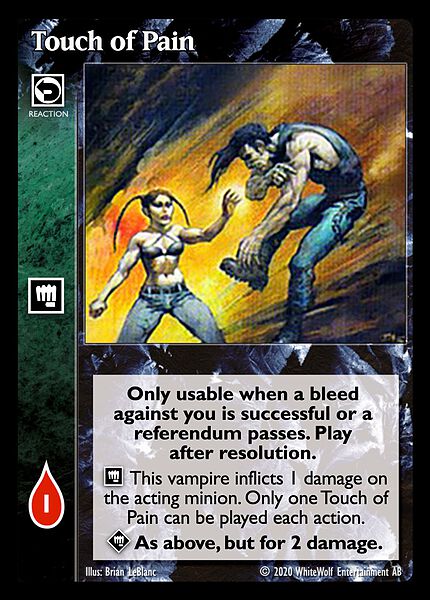 Touch of Pain
REACTION
Only usable when a bleed
against you is successful or a
referendum passes. Play
after resolution.
This vampire inflicts 1 damage on
the acting minion. Only one Touch of
Pain can be played each action.
As above, but for 2 damage.
1
Illus: Brian LeBlanc
© 2020 WhiteWolf Entertainment AB